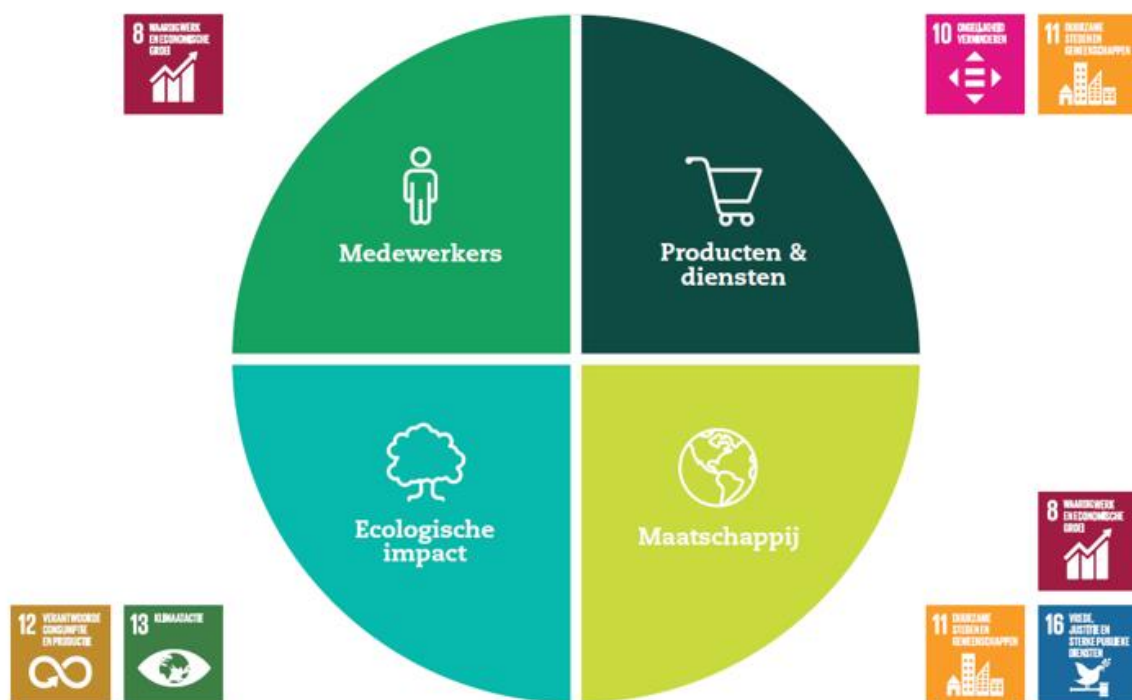 8 WAARDIG WERK
EN ECONOMISCHE
GROEI
10 ONGELIJKHEID
VERMINDEREN
11 DUURZAME
STEDEN EN
GEMEENSCHAPPEN
Medewerkers
Producten &
diensten
Ecologische
impact
Maatschappij
8 WAARDIG WERK
EN ECONOMISCHE
GROEI
12 VERANTWOORDE
CONSUMPTIE
EN PRODUCTIE
13 KLIMAATACTIE
11 DUURZAME
STEDEN EN
GEMEENSCHAPPEN
16 VREDE,
JUSTITIE EN
STERKE PUBLIEKE
DIENSTEN